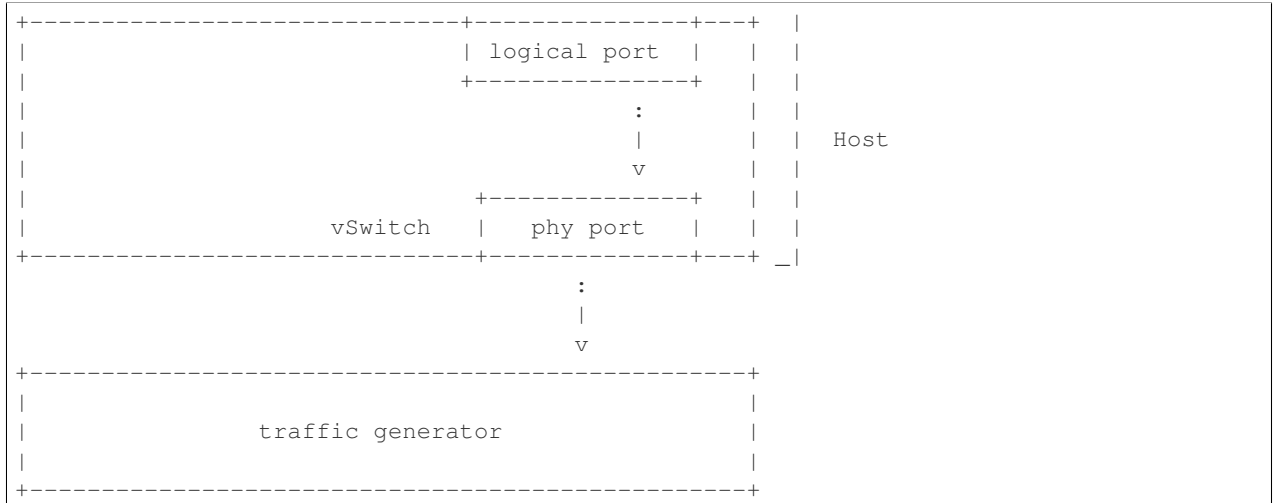 +------------------------------+---------------+---+  |
|                              | logical port  |   |  |
|                              +---------------+   |  |
|                                          :       |  |
|                                          |       |  |  Host
|                                          v       |  |
|                               +--------------+   |  |
|                     vSwitch   |   phy port   |   |  |
+-------------------------------+--------------+---+ _|
                                      :
                                      |
                                      v
+--------------------------------------------------+
|                                                  |
|                traffic generator                 |
|                                                  |
+--------------------------------------------------+